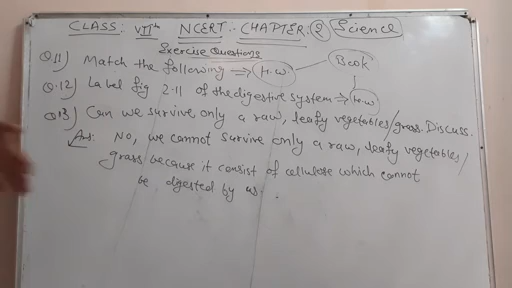 CLASS: VIIth NCERT. CHAPTER: 2 Science
Exercise Questions
Q.11) Match the following => H.W. Book
Q.12) Label fig 2.11 of the digestive system => H.W
Q.13) Can we survive only a raw, leafy vegetables/grass. Discuss.
Ans: No, we cannot survive only a raw, leafy vegetables/
grass because it consist of cellulose which cannot
be digested by us.